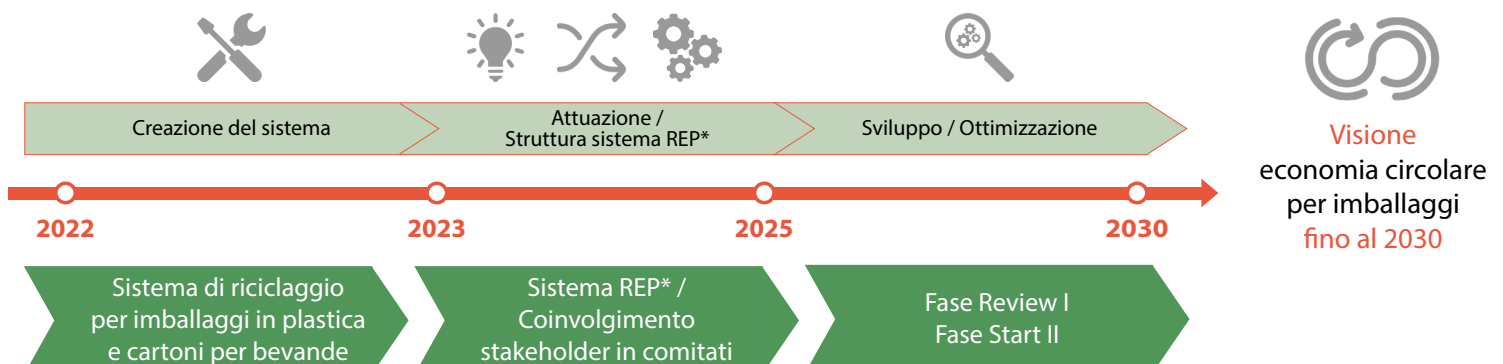 Creazione del sistema
Attuazione /
Struttura sistema REP*
Sviluppo / Ottimizzazione
2022
2023
2025
2030
Sistema di riciclaggio
per imballaggi in plastica
e cartoni per bevande
Sistema REP* /
Coinvolgimento
stakeholder in comitati
Fase Review I
Fase Start II
Visione
economia circolare
per imballaggi
fino al 2030